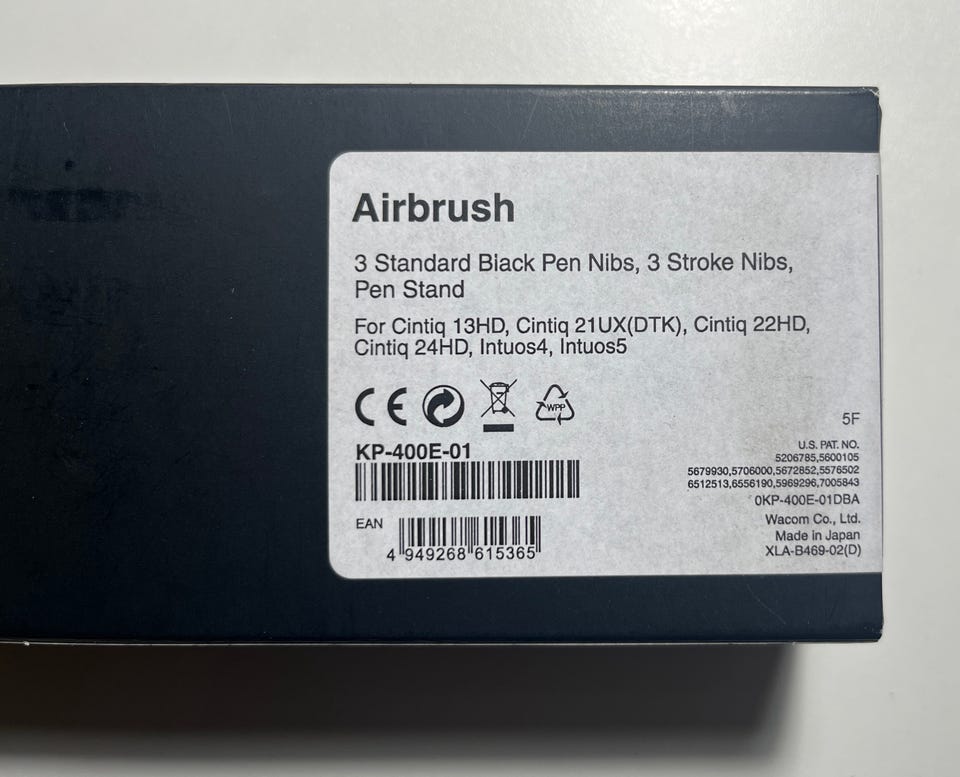 Airbrush
3 Standard Black Pen Nibs, 3 Stroke Nibs,
Pen Stand
For Cintiq 13HD, Cintiq 21UX(DTK), Cintiq 22HD,
Cintiq 24HD, Intuos4, Intuos5
CE
WPP
KP-400E-01
EAN
4 949268 615365
5F
U.S. PAT. NO.
5206785,5600105
5679930,5706000,5672852,5576502
6512513,6556190,5969296,7005843
0KP-400E-01DBA
Wacom Co., Ltd.
Made in Japan
XLA-B469-02(D)